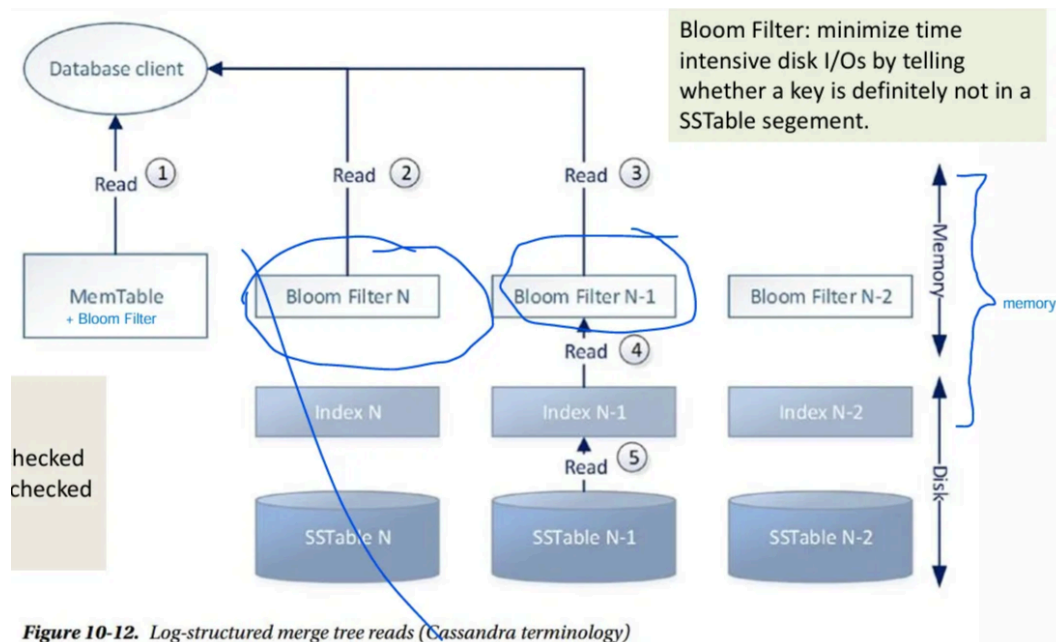 Bloom Filter: minimize time
intensive disk I/Os by telling
whether a key is definitely not in a
SSTable segement.
Database client
Read 1
Read 2
Read 3
Memory
MemTable
+ Bloom Filter
Bloom Filter N
Bloom Filter N-1
Bloom Filter N-2
memory
Read 4
Index N
Index N-1
Index N-2
hecked
checked
Read 5
Disk
SSTable N
SSTable N-1
SSTable N-2
Figure 10-12. Log-structured merge tree reads (Cassandra terminology)